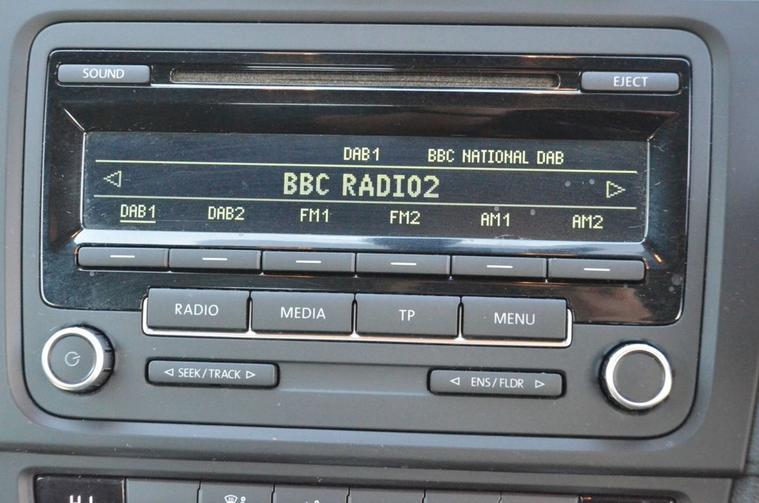 SOUND EJECT
DAB1 BBC NATIONAL DAB
BBC RADIO2
DAB1 DAB2 FM1 FM2 AM1 AM2
RADIO MEDIA TP MENU
SEEK/TRACK ENS/FLDR